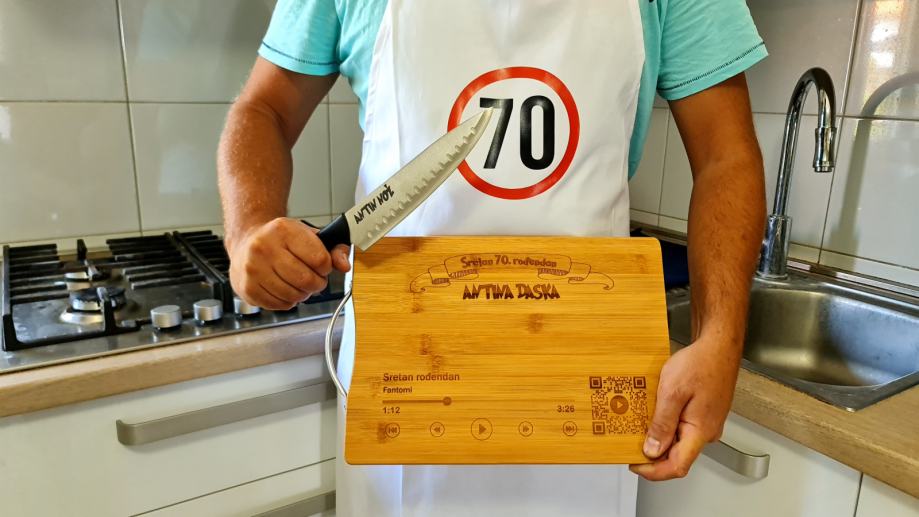 70
ANTIN NOŽ
Sretan 70. rođendan
ANTINA DASKA
Sretan rođendan
Fantomi
1:12 3:26